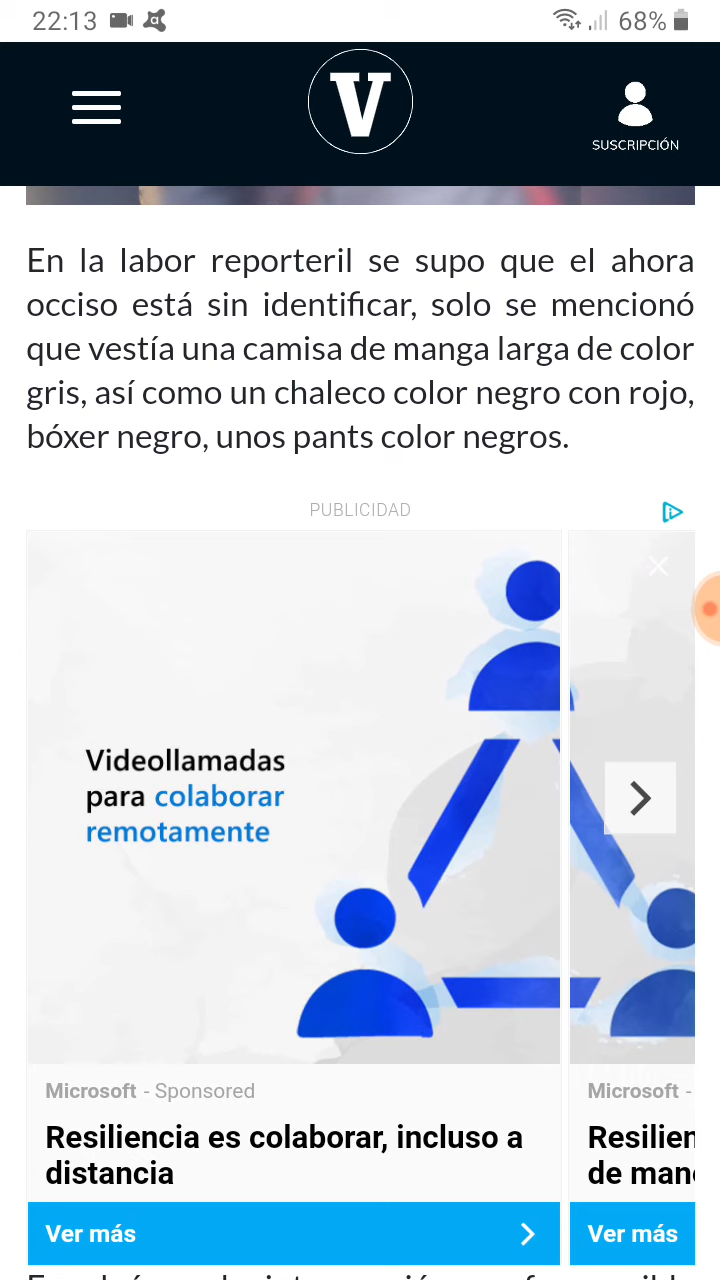 22:13
68%
V
SUSCRIPCIÓN
En la labor reporteril se supo que el ahora
occiso está sin identificar, solo se mencionó
que vestía una camisa de manga larga de color
gris, así como un chaleco color negro con rojo,
bóxer negro, unos pants color negros.
PUBLICIDAD
Videollamadas
para colaborar
remotamente
Microsoft - Sponsored
Resiliencia es colaborar, incluso a
distancia
Ver más
Microsoft -
Resilien
de man
Ver más